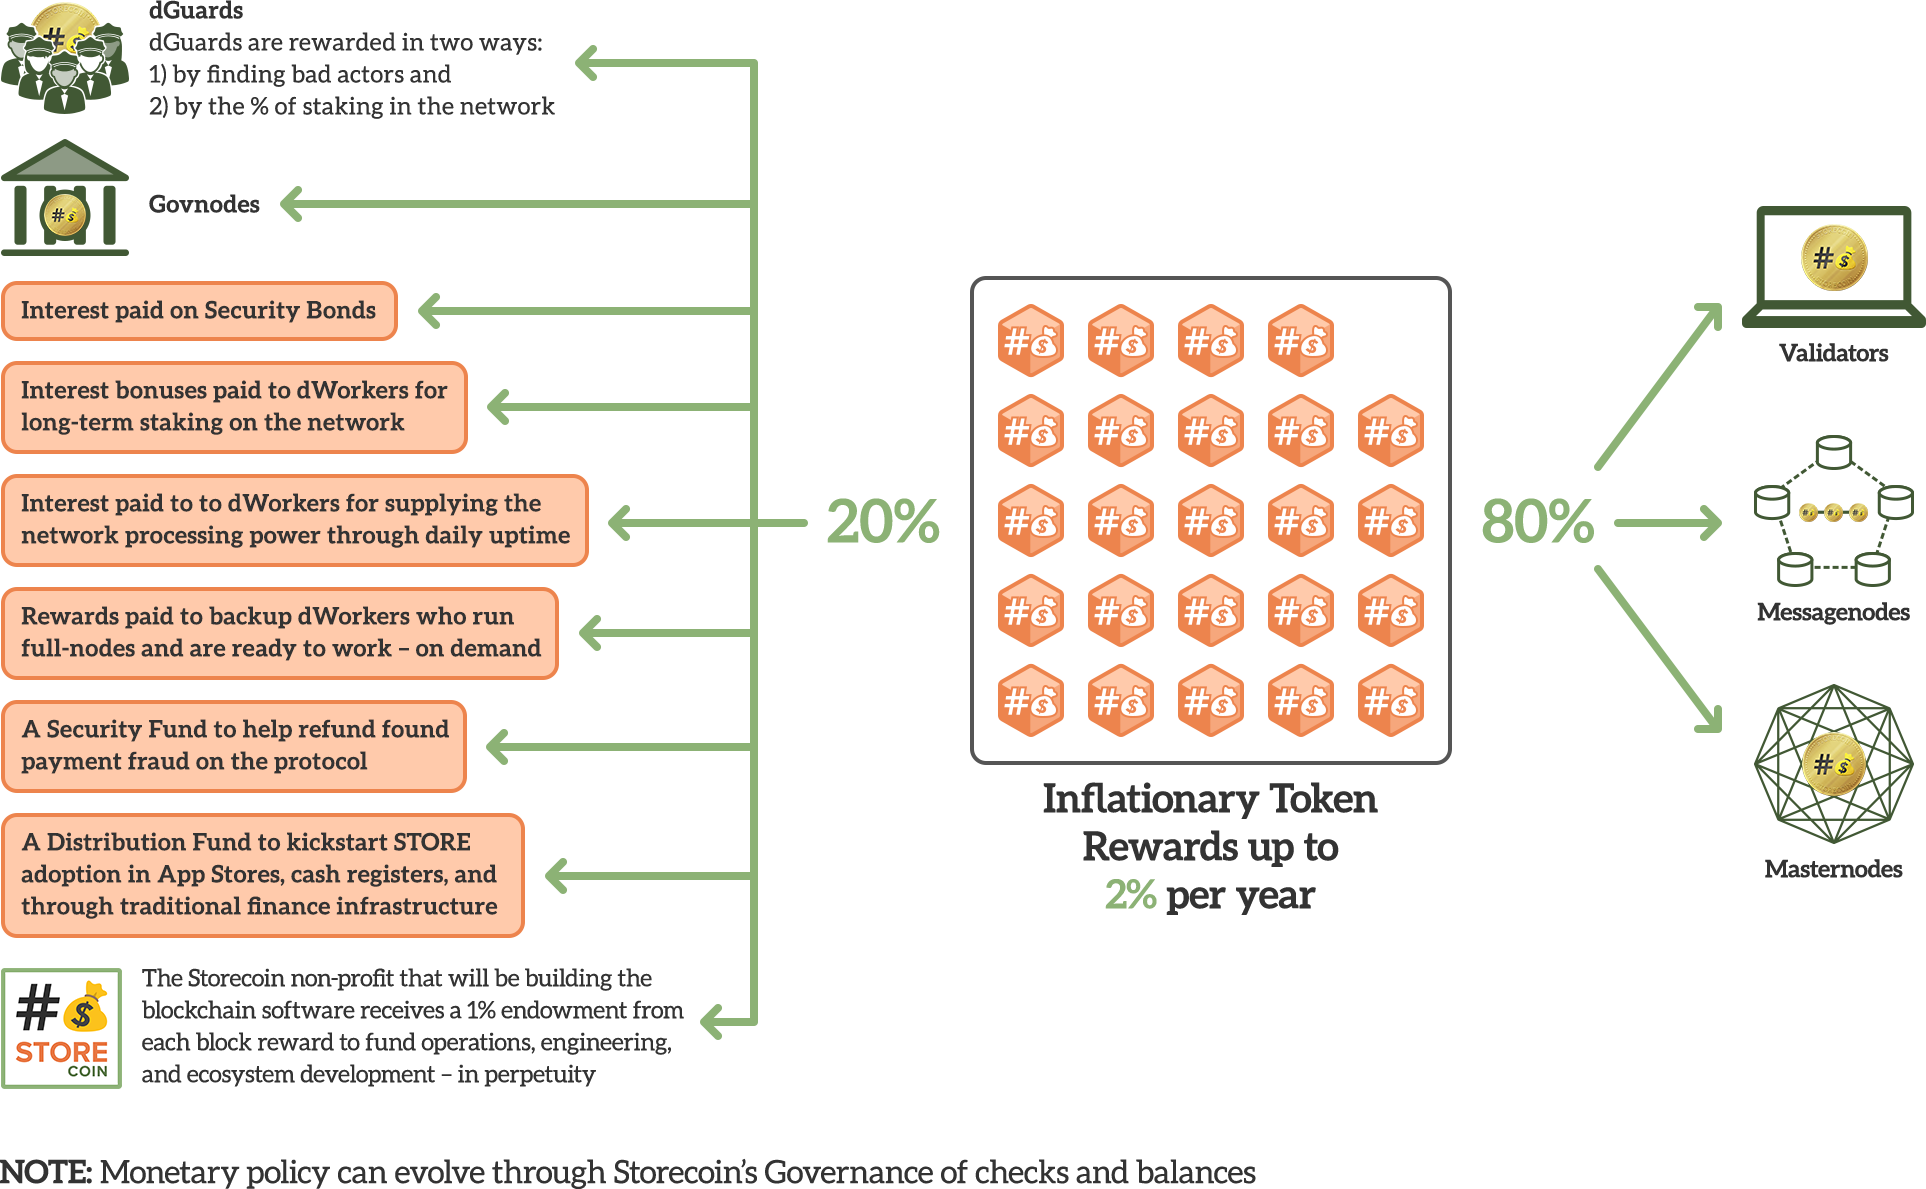 dGuards
dGuards are rewarded in two ways:
1) by finding bad actors and
2) by the % of staking in the network
Govnodes
Interest paid on Security Bonds
Interest bonuses paid to dWorkers for
long-term staking on the network
Interest paid to to dWorkers for supplying the
network processing power through daily uptime
Rewards paid to backup dWorkers who run
full-nodes and are ready to work – on demand
A Security Fund to help refund found
payment fraud on the protocol
A Distribution Fund to kickstart STORE
adoption in App Stores, cash registers, and
through traditional finance infrastructure
#$
STORE
COIN
The Storecoin non-profit that will be building the
blockchain software receives a 1% endowment from
each block reward to fund operations, engineering,
and ecosystem development – in perpetuity
20%
Inflationary Token
Rewards up to
2% per year
80%
Validators
Messagenodes
Masternodes
NOTE: Monetary policy can evolve through Storecoin's Governance of checks and balances